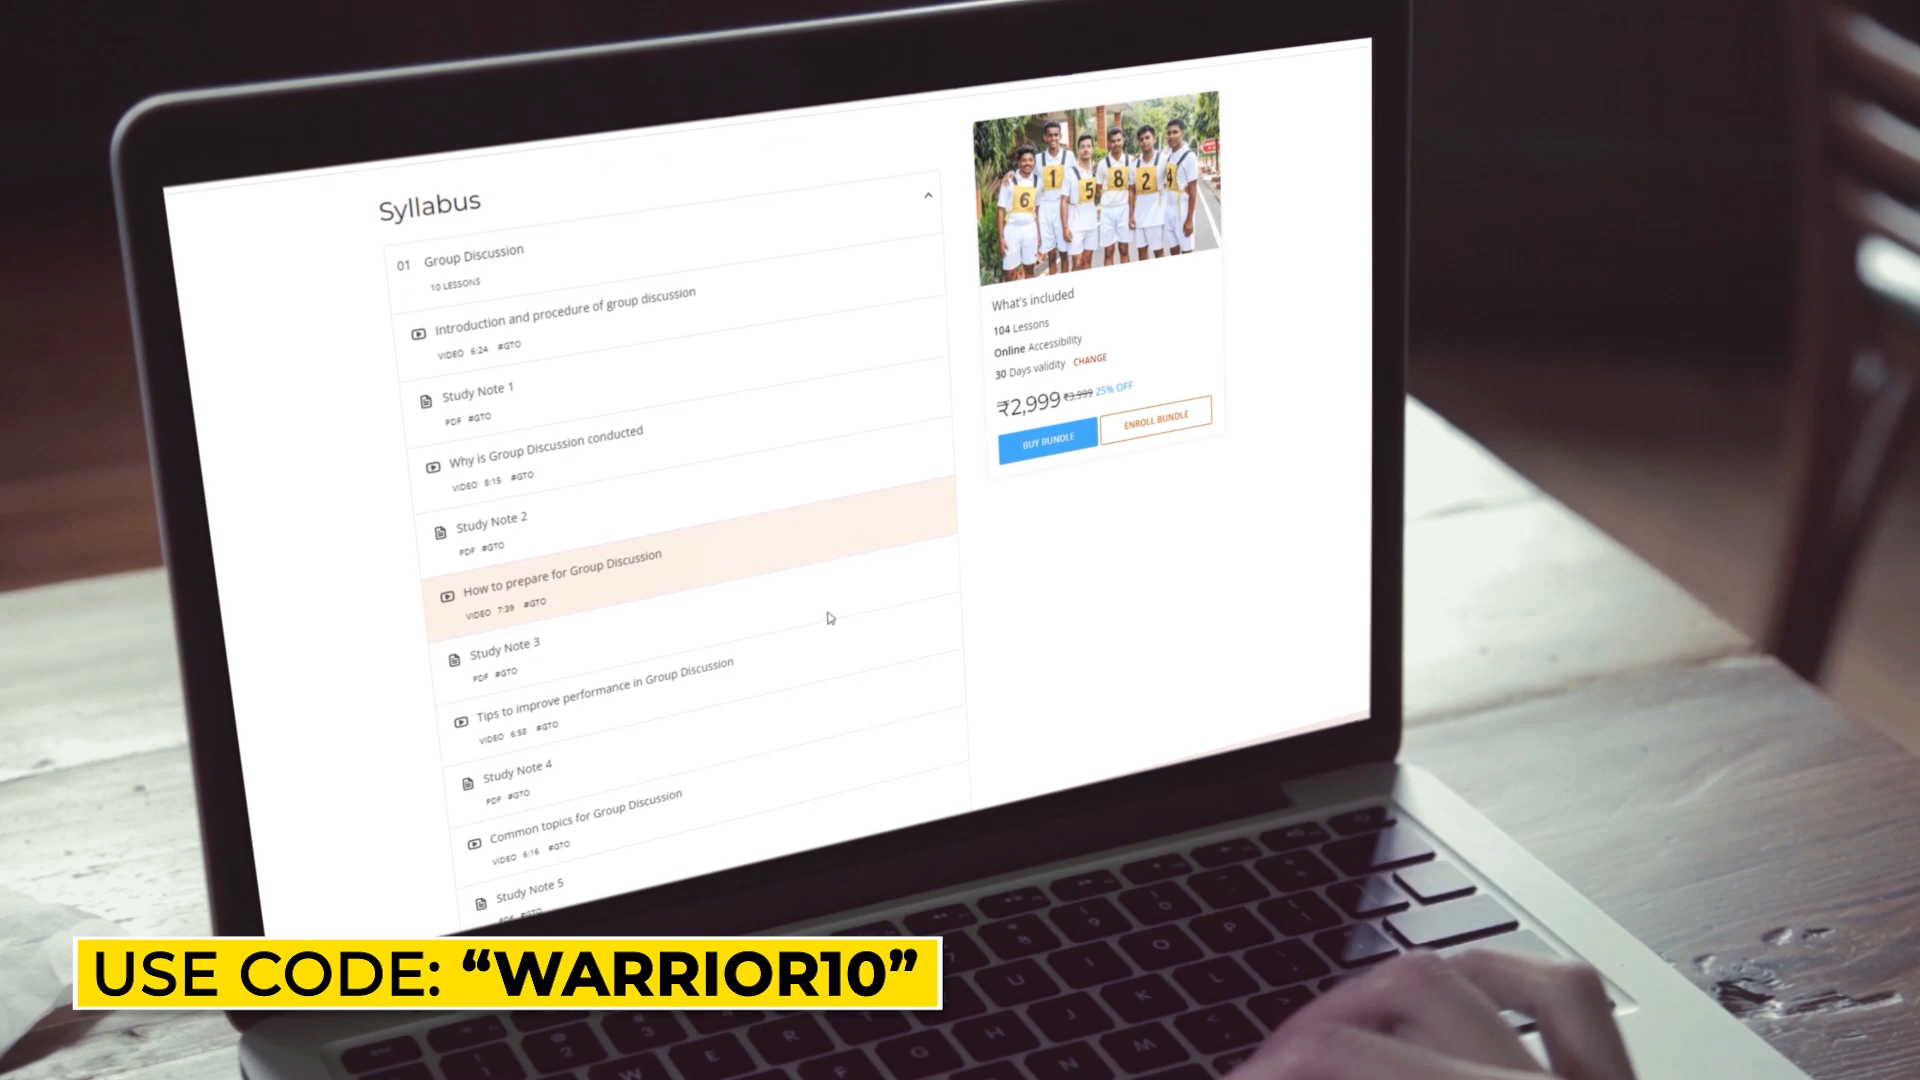 Syllabus
01 Group Discussion
10 LESSONS
Introduction and procedure of group discussion
VIDEO 6:24 #GTO
Study Note 1
PDF #GTO
Why is Group Discussion conducted
VIDEO 8:15 #GTO
Study Note 2
PDF #GTO
How to prepare for Group Discussion
VIDEO 7:39 #GTO
Study Note 3
PDF #GTO
Tips to improve performance in Group Discussion
VIDEO 6:58 #GTO
Study Note 4
PDF #GTO
Common topics for Group Discussion
VIDEO 6:16 #GTO
Study Note 5
PDF #GTO
6 1 5 8 2 4
What's included
104 Lessons
Online Accessibility
30 Days validity CHANGE
₹2,999 ₹3,999 25% OFF
BUY BUNDLE ENROLL BUNDLE
USE CODE: “WARRIOR10”